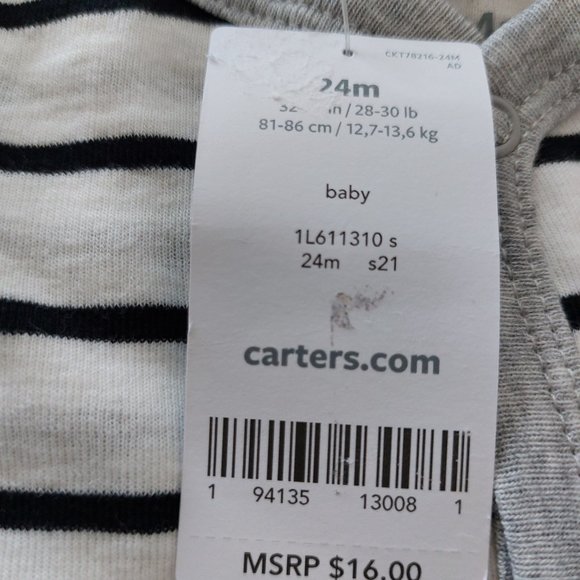 CKT78216-24M
AD
24m
in / 28-30 lb
81-86 cm / 12,7-13,6 kg
baby
1L611310 s
24m s21
carters.com
1 94135 13008 1
MSRP $16.00